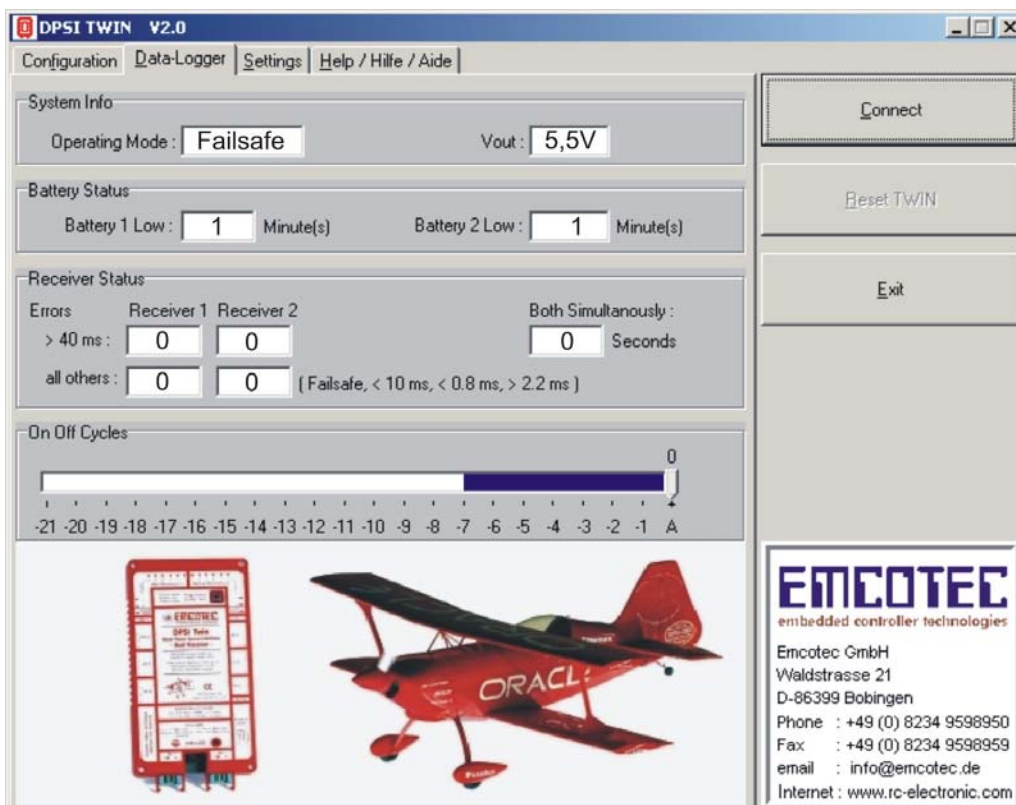 DPSI TWIN V2.0
Configuration Data-Logger Settings Help / Hilfe / Aide
System Info
Operating Mode : Failsafe Vout : 5,5V
Battery Status
Battery 1 Low : 1 Minute(s) Battery 2 Low : 1 Minute(s)
Receiver Status
Errors Receiver 1 Receiver 2 Both Simultanously :
> 40 ms : 0 0 0 Seconds
all others : 0 0 ( Failsafe, < 10 ms, < 0.8 ms, > 2.2 ms )
On Off Cycles
0
-21 -20 -19 -18 -17 -16 -15 -14 -13 -12 -11 -10 -9 -8 -7 -6 -5 -4 -3 -2 -1 A
Connect
Reset TWIN
Exit
EMCOTEC
DPSI Twin
ORACLE
EMCOTEC
embedded controller technologies
Emcotec GmbH
Waldstrasse 21
D-86399 Bobingen
Phone : +49 (0) 8234 9598950
Fax : +49 (0) 8234 9598959
email : info@emcotec.de
Internet : www.rc-electronic.com